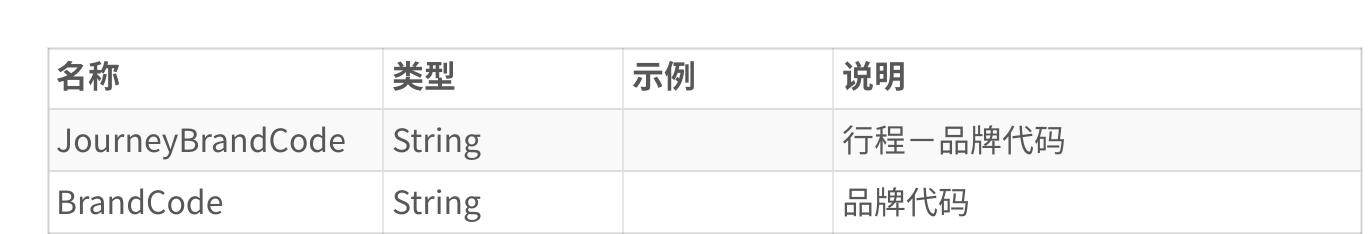 名称 类型 示例 说明
JourneyBrandCode String 行程－品牌代码
BrandCode String 品牌代码